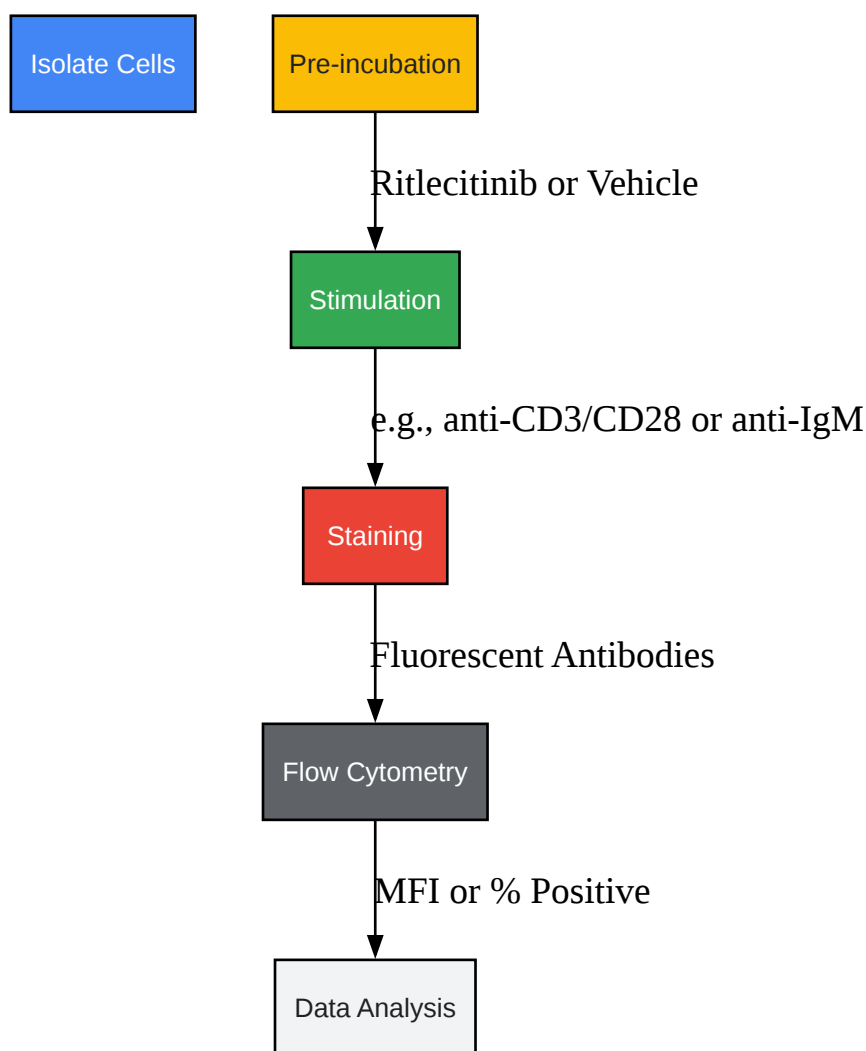 Isolate Cells
Pre-incubation
Ritlecitinib or Vehicle
Stimulation
e.g., anti-CD3/CD28 or anti-IgM
Staining
Fluorescent Antibodies
Flow Cytometry
MFI or % Positive
Data Analysis